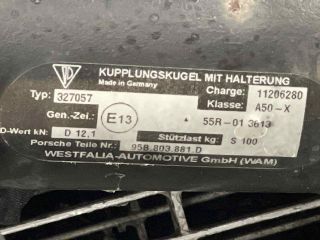 KUPPLUNGSKUGEL MIT HALTERUNG
Made in Germany
Charge: 11206280
Typ: 327057 Klasse: A50-X
Gen.-Zei.: E13 55R-01 3613
D-Wert kN: D 12,1 Stützlast kg: S 100
Porsche Teile Nr.: 958.803.881.D
WESTFALIA-AUTOMOTIVE GmbH (WAM)